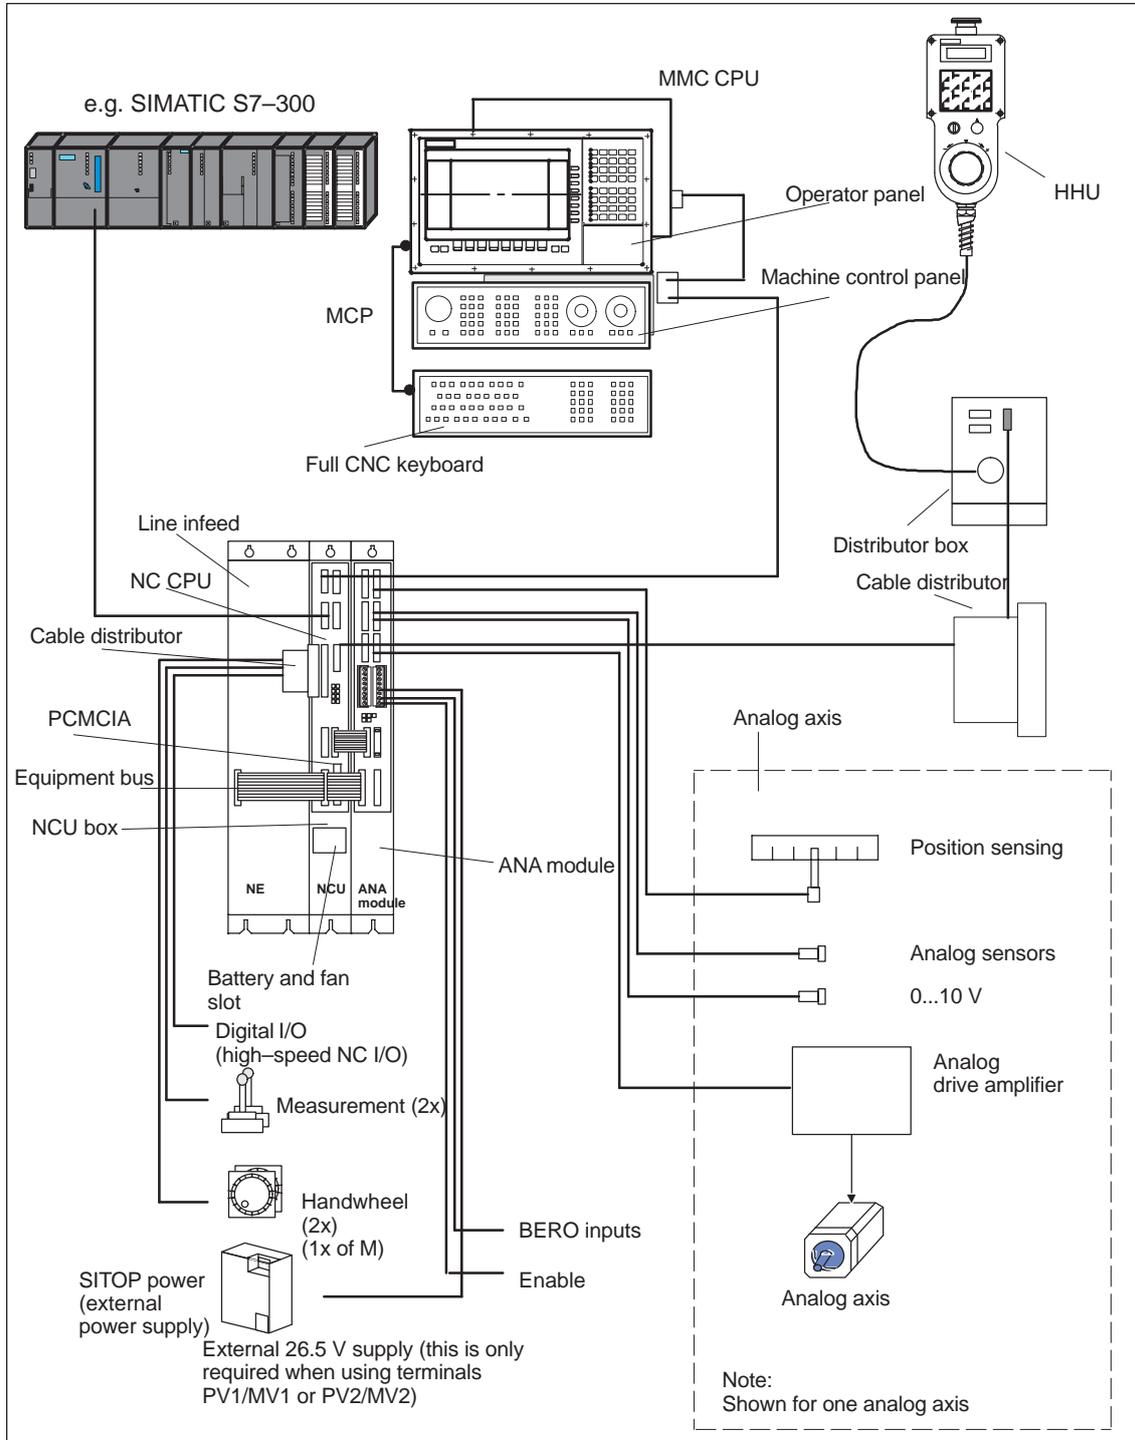 MMC CPU
e.g. SIMATIC S7–300
Operator panel
HHU
Machine control panel
MCP
Full CNC keyboard
Line infeed
Distributor box
NC CPU
Cable distributor
Cable distributor
PCMCIA
Analog axis
Equipment bus
NCU box
Position sensing
ANA module
NE
NCU
ANA
module
Analog sensors
Battery and fan
slot
0...10 V
Digital I/O
(high–speed NC I/O)
Analog
drive amplifier
Measurement (2x)
Handwheel
(2x)
(1x of M)
BERO inputs
SITOP power
(external
power supply)
Enable
Analog axis
External 26.5 V supply (this is only
required when using terminals
PV1/MV1 or PV2/MV2)
Note:
Shown for one analog axis